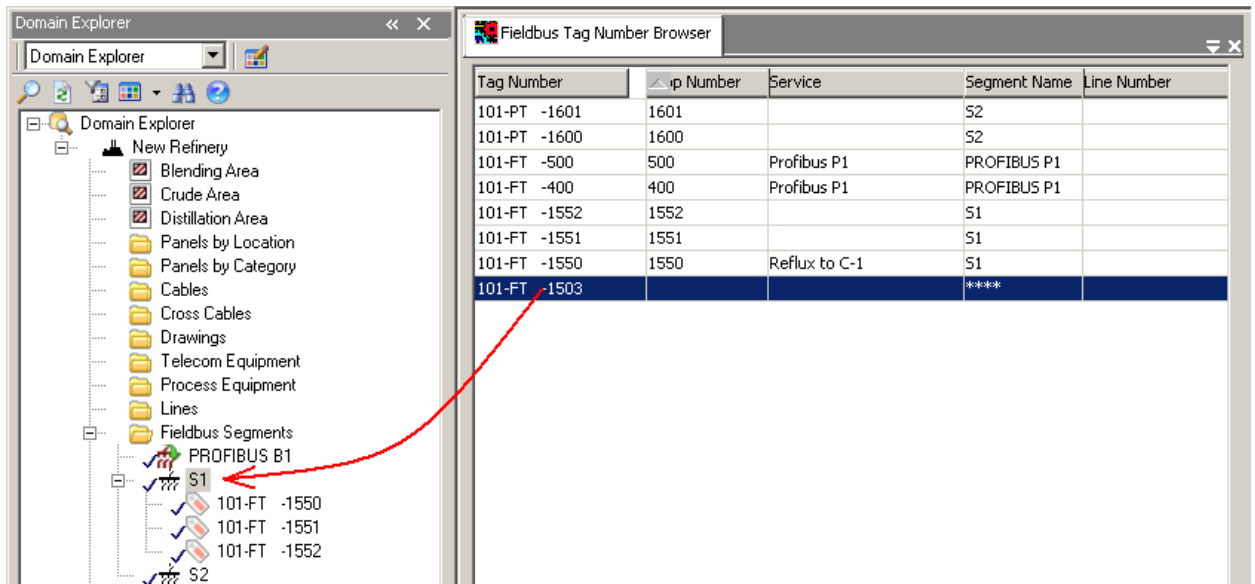 Domain Explorer
Domain Explorer
Domain Explorer
New Refinery
Blending Area
Crude Area
Distillation Area
Panels by Location
Panels by Category
Cables
Cross Cables
Drawings
Telecom Equipment
Process Equipment
Lines
Fieldbus Segments
PROFIBUS B1
S1
101-FT -1550
101-FT -1551
101-FT -1552
S2
Fieldbus Tag Number Browser
Tag Number Number Service Segment Name Line Number
101-PT -1601 1601 S2
101-PT -1600 1600 S2
101-FT -500 500 Profibus P1 PROFIBUS P1
101-FT -400 400 Profibus P1 PROFIBUS P1
101-FT -1552 1552 S1
101-FT -1551 1551 S1
101-FT -1550 1550 Reflux to C-1 S1
101-FT -1503 ****